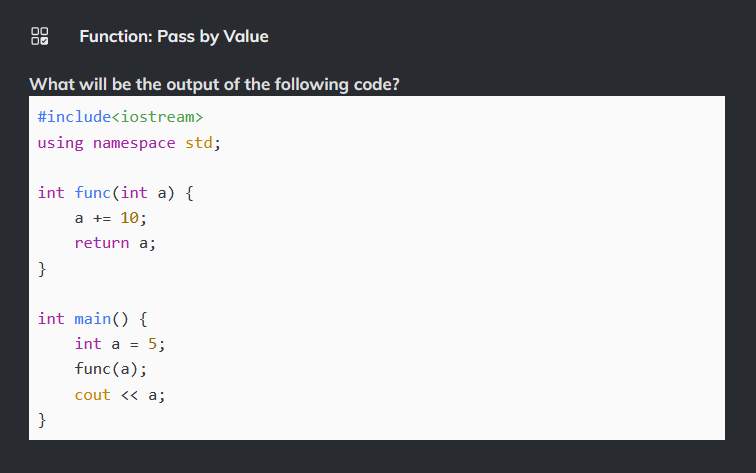 Function: Pass by Value
What will be the output of the following code?
#include<iostream>
using namespace std;
int func(int a) {
    a += 10;
    return a;
}
int main() {
    int a = 5;
    func(a);
    cout << a;
}